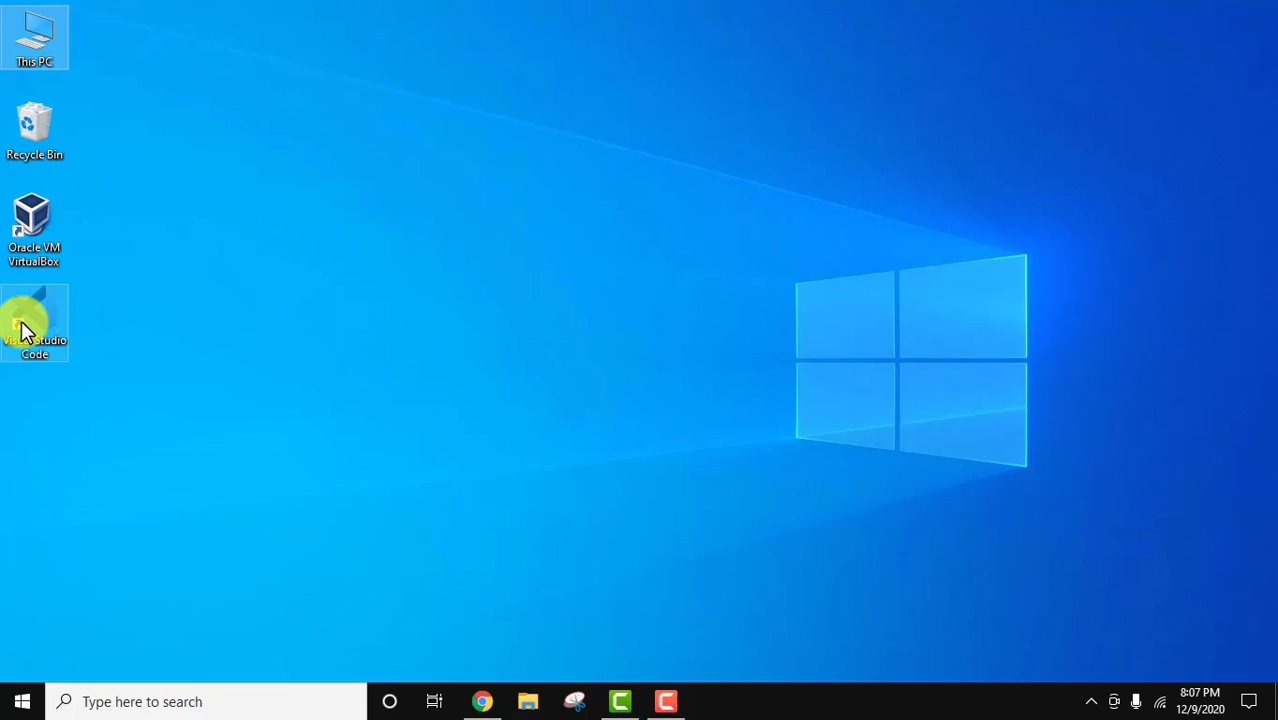 This PC
Recycle Bin
Oracle VM
VirtualBox
Visual Studio
Code
Type here to search
8:07 PM
12/9/2020